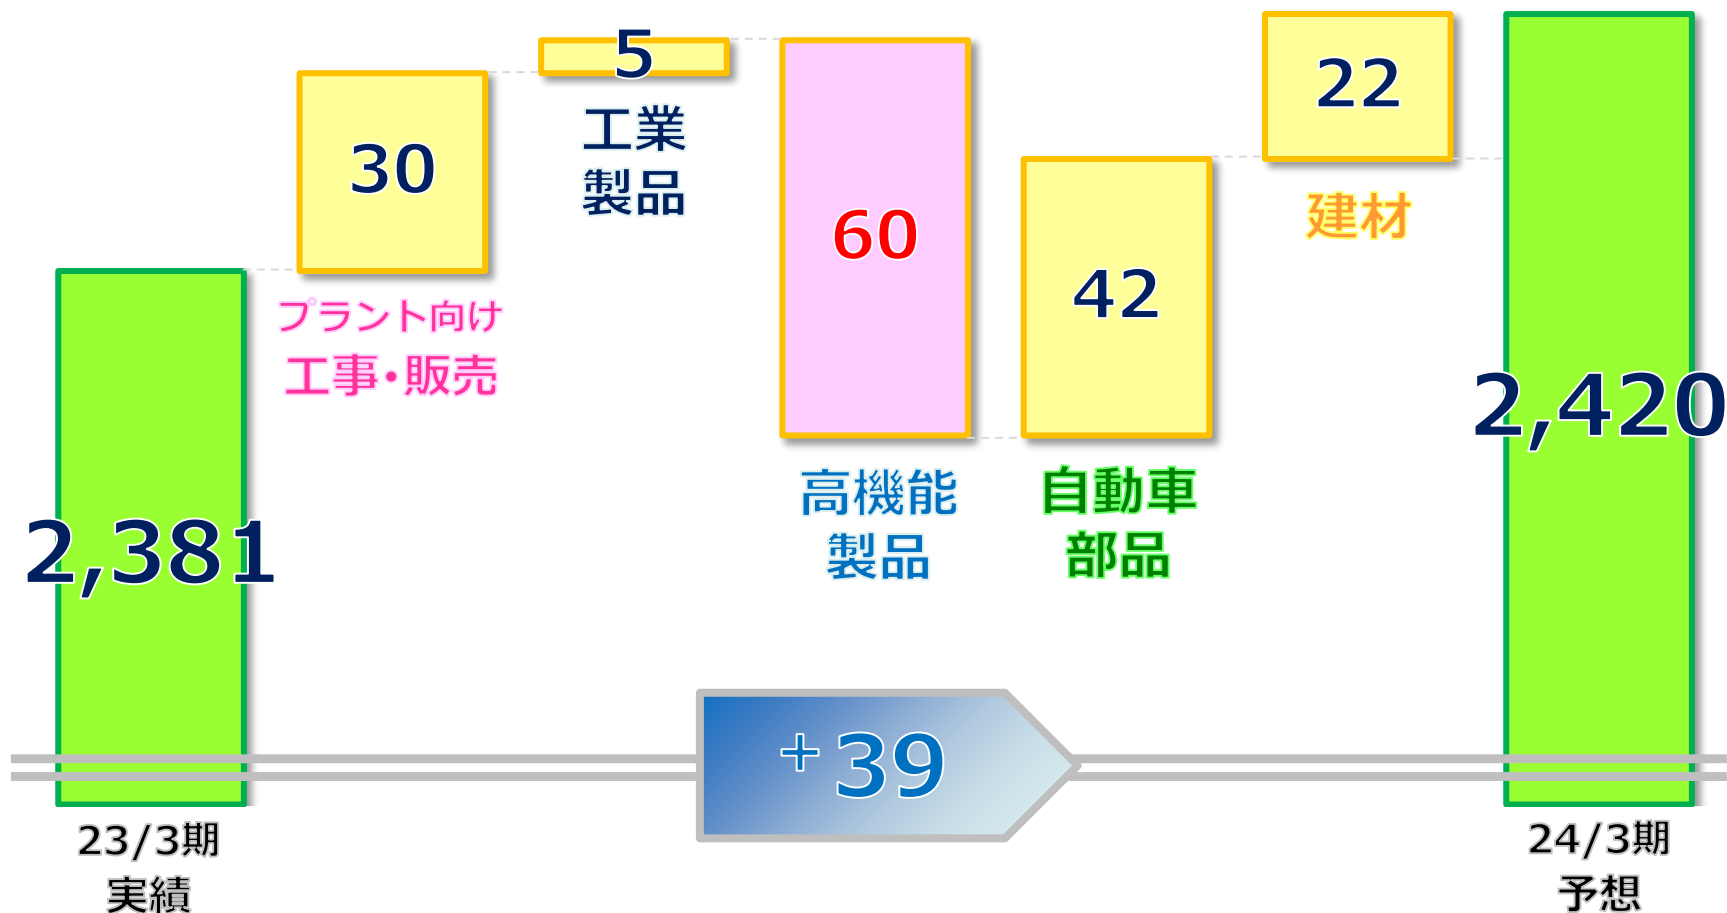 5
22
工業
製品
30
60
建材
42
プラント向け
工事・販売
2,420
高機能
製品
自動車
部品
2,381
+39
23/3期
実績
24/3期
予想